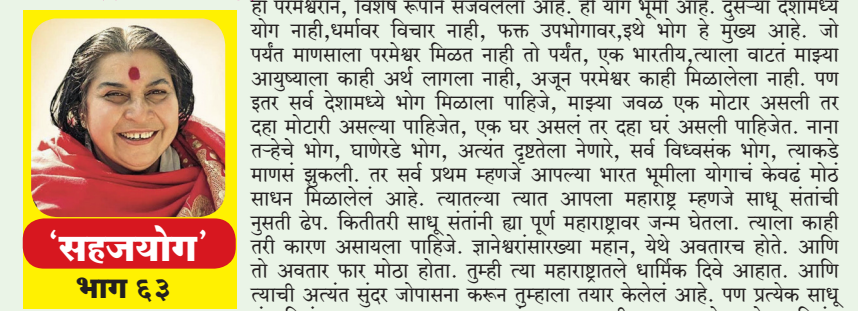 हा परमेश्वरानं, विशेष रूपानं सजवलेला आहे. ही योग भूमी आहे. दुसऱ्या देशामध्ये
योग नाही,धर्मावर विचार नाही, फक्त उपभोगावर,इथे भोग हे मुख्य आहे. जो
पर्यंत माणसाला परमेश्वर मिळत नाही तो पर्यंत, एक भारतीय,त्याला वाटतं माझ्या
आयुष्याला काही अर्थ लागला नाही, अजून परमेश्वर काही मिळालेला नाही. पण
इतर सर्व देशामध्ये भोग मिळाला पाहिजे, माझ्या जवळ एक मोटार असली तर
दहा मोटारी असल्या पाहिजेत, एक घर असलं तर दहा घरं असली पाहिजेत. नाना
तऱ्हेचे भोग, घाणेरडे भोग, अत्यंत दृष्टतेला नेणारे, सर्व विध्वसंक भोग, त्याकडे
माणसं झुकली. तर सर्व प्रथम म्हणजे आपल्या भारत भूमीला योगाचं केवढं मोठं
साधन मिळालेलं आहे. त्यातल्या त्यात आपला महाराष्ट्र म्हणजे साधू संतांची
नुसती ढेप. कितीतरी साधू संतांनी ह्या पूर्ण महाराष्ट्रावर जन्म घेतला. त्याला काही
तरी कारण असायला पाहिजे. ज्ञानेश्वरांसारख्या महान, येथे अवतारच होते. आणि
तो अवतार फार मोठा होता. तुम्ही त्या महाराष्ट्रातले धार्मिक दिवे आहात. आणि
त्याची अत्यंत सुंदर जोपासना करून तुम्हाला तयार केलेलं आहे. पण प्रत्येक साधू
‘सहजयोग’
भाग ६३